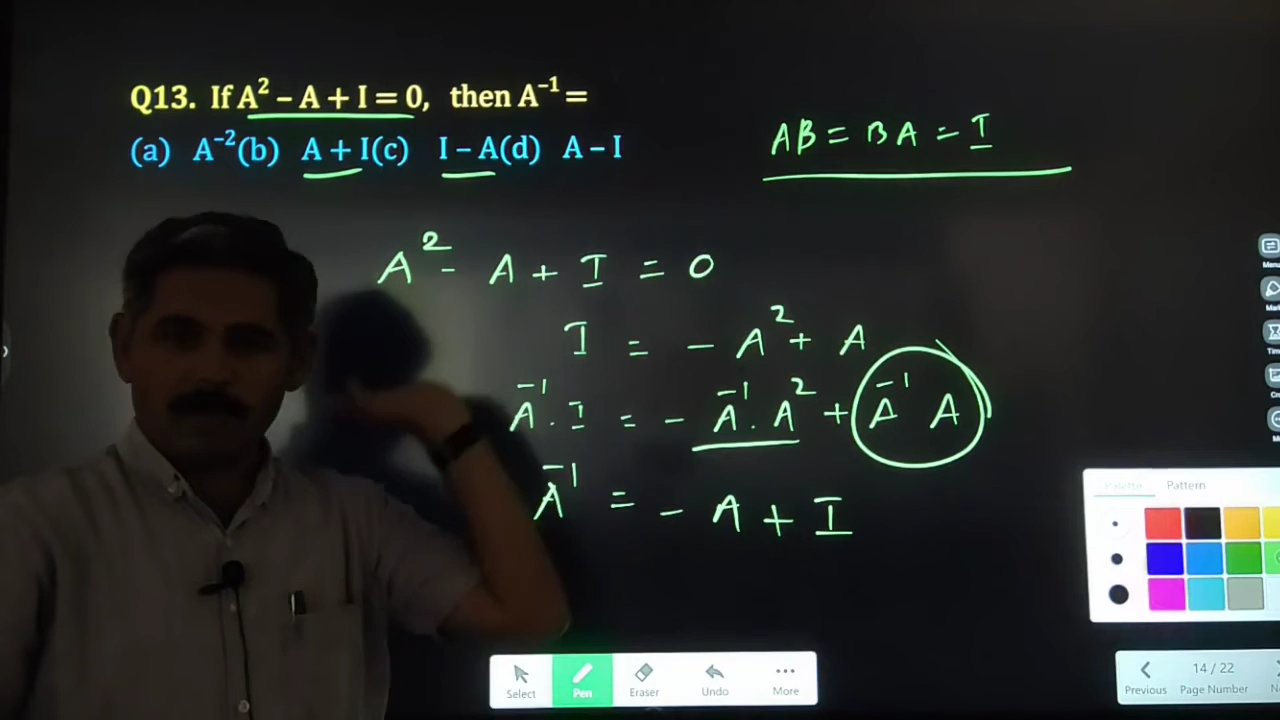 Q13. If A² – A + I = 0, then A⁻¹ =
(a) A⁻²(b) A + I(c) I – A(d) A – I
AB = BA = I
A² - A + I = 0
I = - A² + A
A⁻¹ . I = - A⁻¹ . A² + A⁻¹ A
A⁻¹ = - A + I
Pattern
Select Pen Eraser Undo More
Previous 14 / 22 Page Number